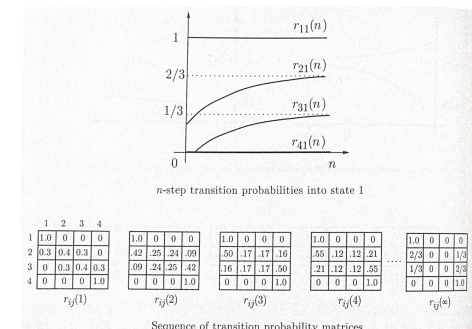 r₁₁(n)
1
r₂₁(n)
2/3
r₃₁(n)
1/3
r₄₁(n)
0 n
n-step transition probabilities into state 1
1 2 3 4
1 1.0 0 0 0
2 0.3 0.4 0.3 0
3 0 0.3 0.4 0.3
4 0 0 0 1.0
rᵢⱼ(1)
1.0 0 0 0
.42 .25 .24 .09
.09 .24 .25 .42
0 0 0 1.0
rᵢⱼ(2)
1.0 0 0 0
.50 .17 .17 .16
.16 .17 .17 .50
0 0 0 1.0
rᵢⱼ(3)
1.0 0 0 0
.55 .12 .12 .21
.21 .12 .12 .55
0 0 0 1.0
rᵢⱼ(4)
....
1.0 0 0 0
2/3 0 0 1/3
1/3 0 0 2/3
0 0 0 1.0
rᵢⱼ(∞)
Sequence of transition probability matrices